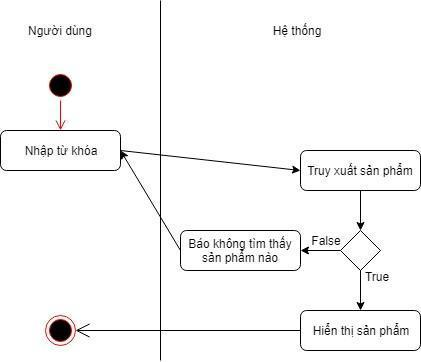 Người dùng
Hệ thống
Nhập từ khóa
Truy xuất sản phẩm
False
Báo không tìm thấy
sản phẩm nào
True
Hiển thị sản phẩm